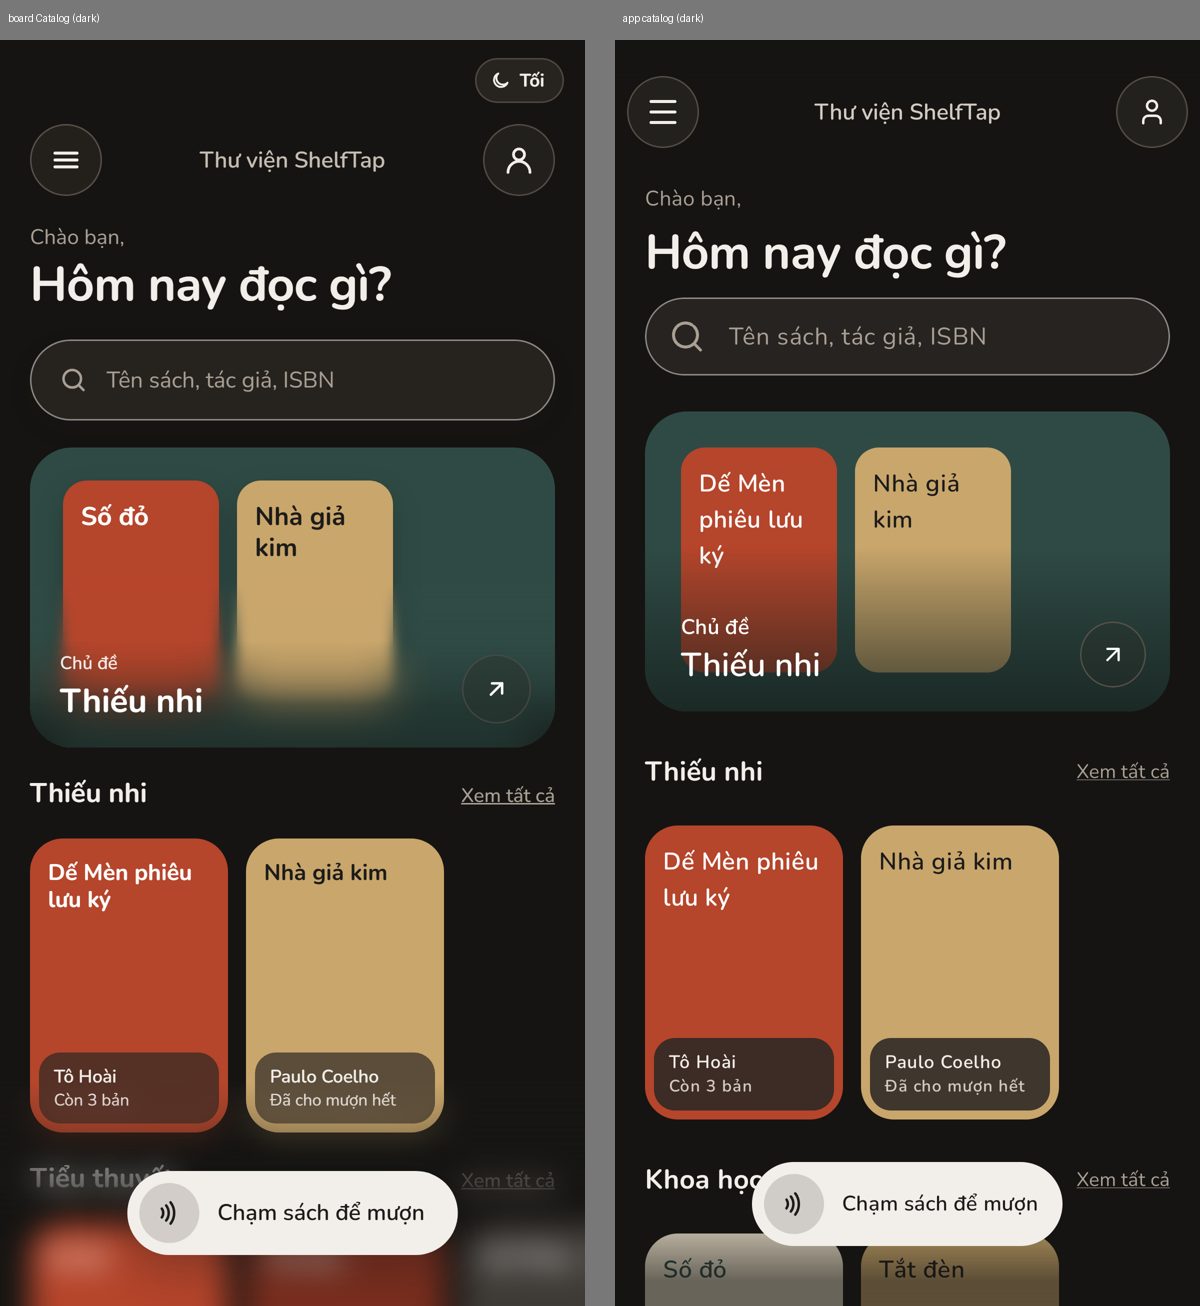 board Catalog (dark)
Tối
Thư viện ShelfTap
Chào bạn,
Hôm nay đọc gì?
Tên sách, tác giả, ISBN
Số đỏ
Nhà giả
kim
Chủ đề
Thiếu nhi
Thiếu nhi
Xem tất cả
Dế Mèn phiêu
lưu ký
Tô Hoài
Còn 3 bản
Nhà giả kim
Paulo Coelho
Đã cho mượn hết
Tiểu thuyết
Xem tất cả
Chạm sách để mượn
app catalog (dark)
Thư viện ShelfTap
Chào bạn,
Hôm nay đọc gì?
Tên sách, tác giả, ISBN
Dế Mèn
phiêu lưu
ký
Nhà giả
kim
Chủ đề
Thiếu nhi
Thiếu nhi
Xem tất cả
Dế Mèn phiêu
lưu ký
Tô Hoài
Còn 3 bản
Nhà giả kim
Paulo Coelho
Đã cho mượn hết
Khoa học
Xem tất cả
Chạm sách để mượn
Số đỏ
Tắt đèn